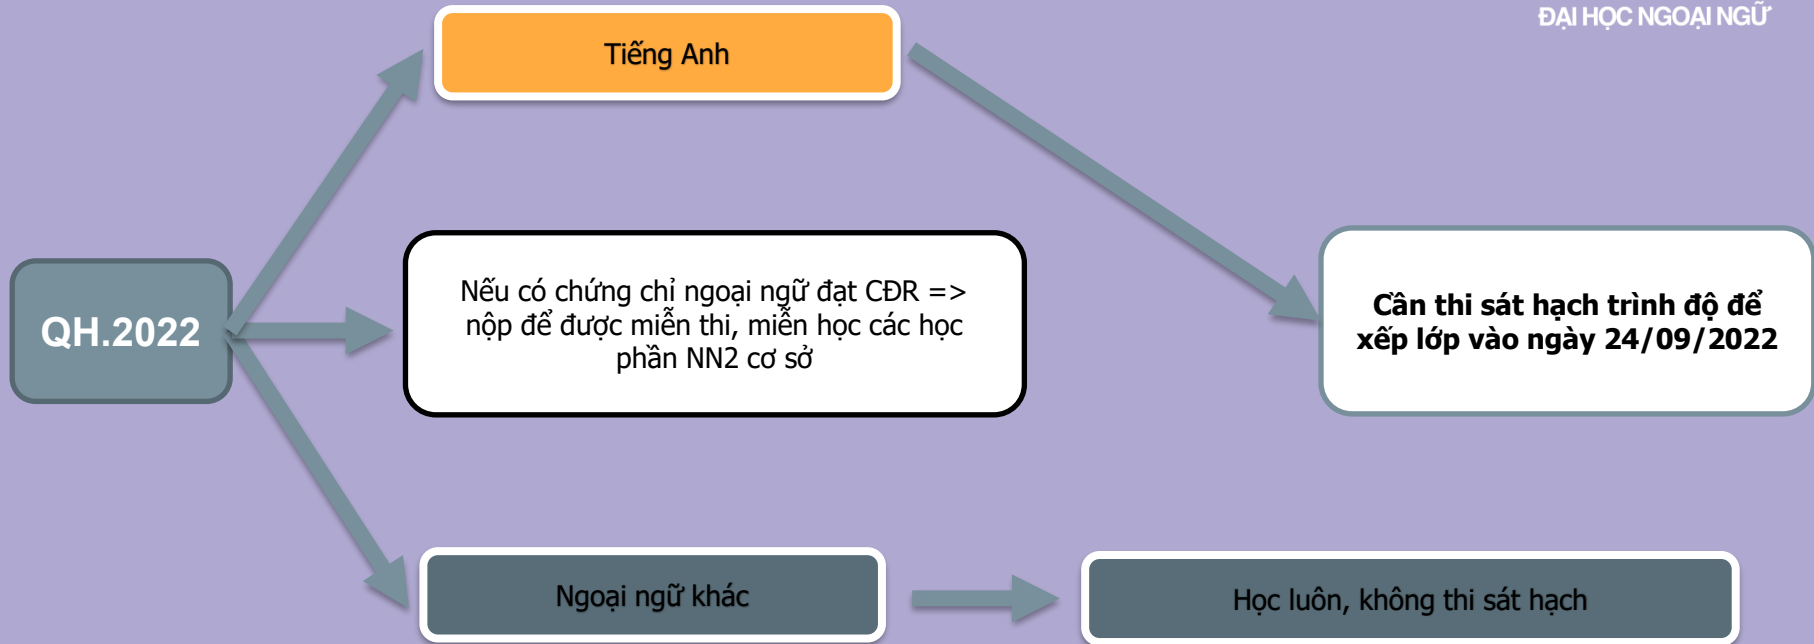 ĐẠI HỌC NGOẠI NGỮ
Tiếng Anh
QH.2022
Nếu có chứng chỉ ngoại ngữ đạt CĐR =>
nộp để được miễn thi, miễn học các học
phần NN2 cơ sở
Cần thi sát hạch trình độ để
xếp lớp vào ngày 24/09/2022
Ngoại ngữ khác
Học luôn, không thi sát hạch